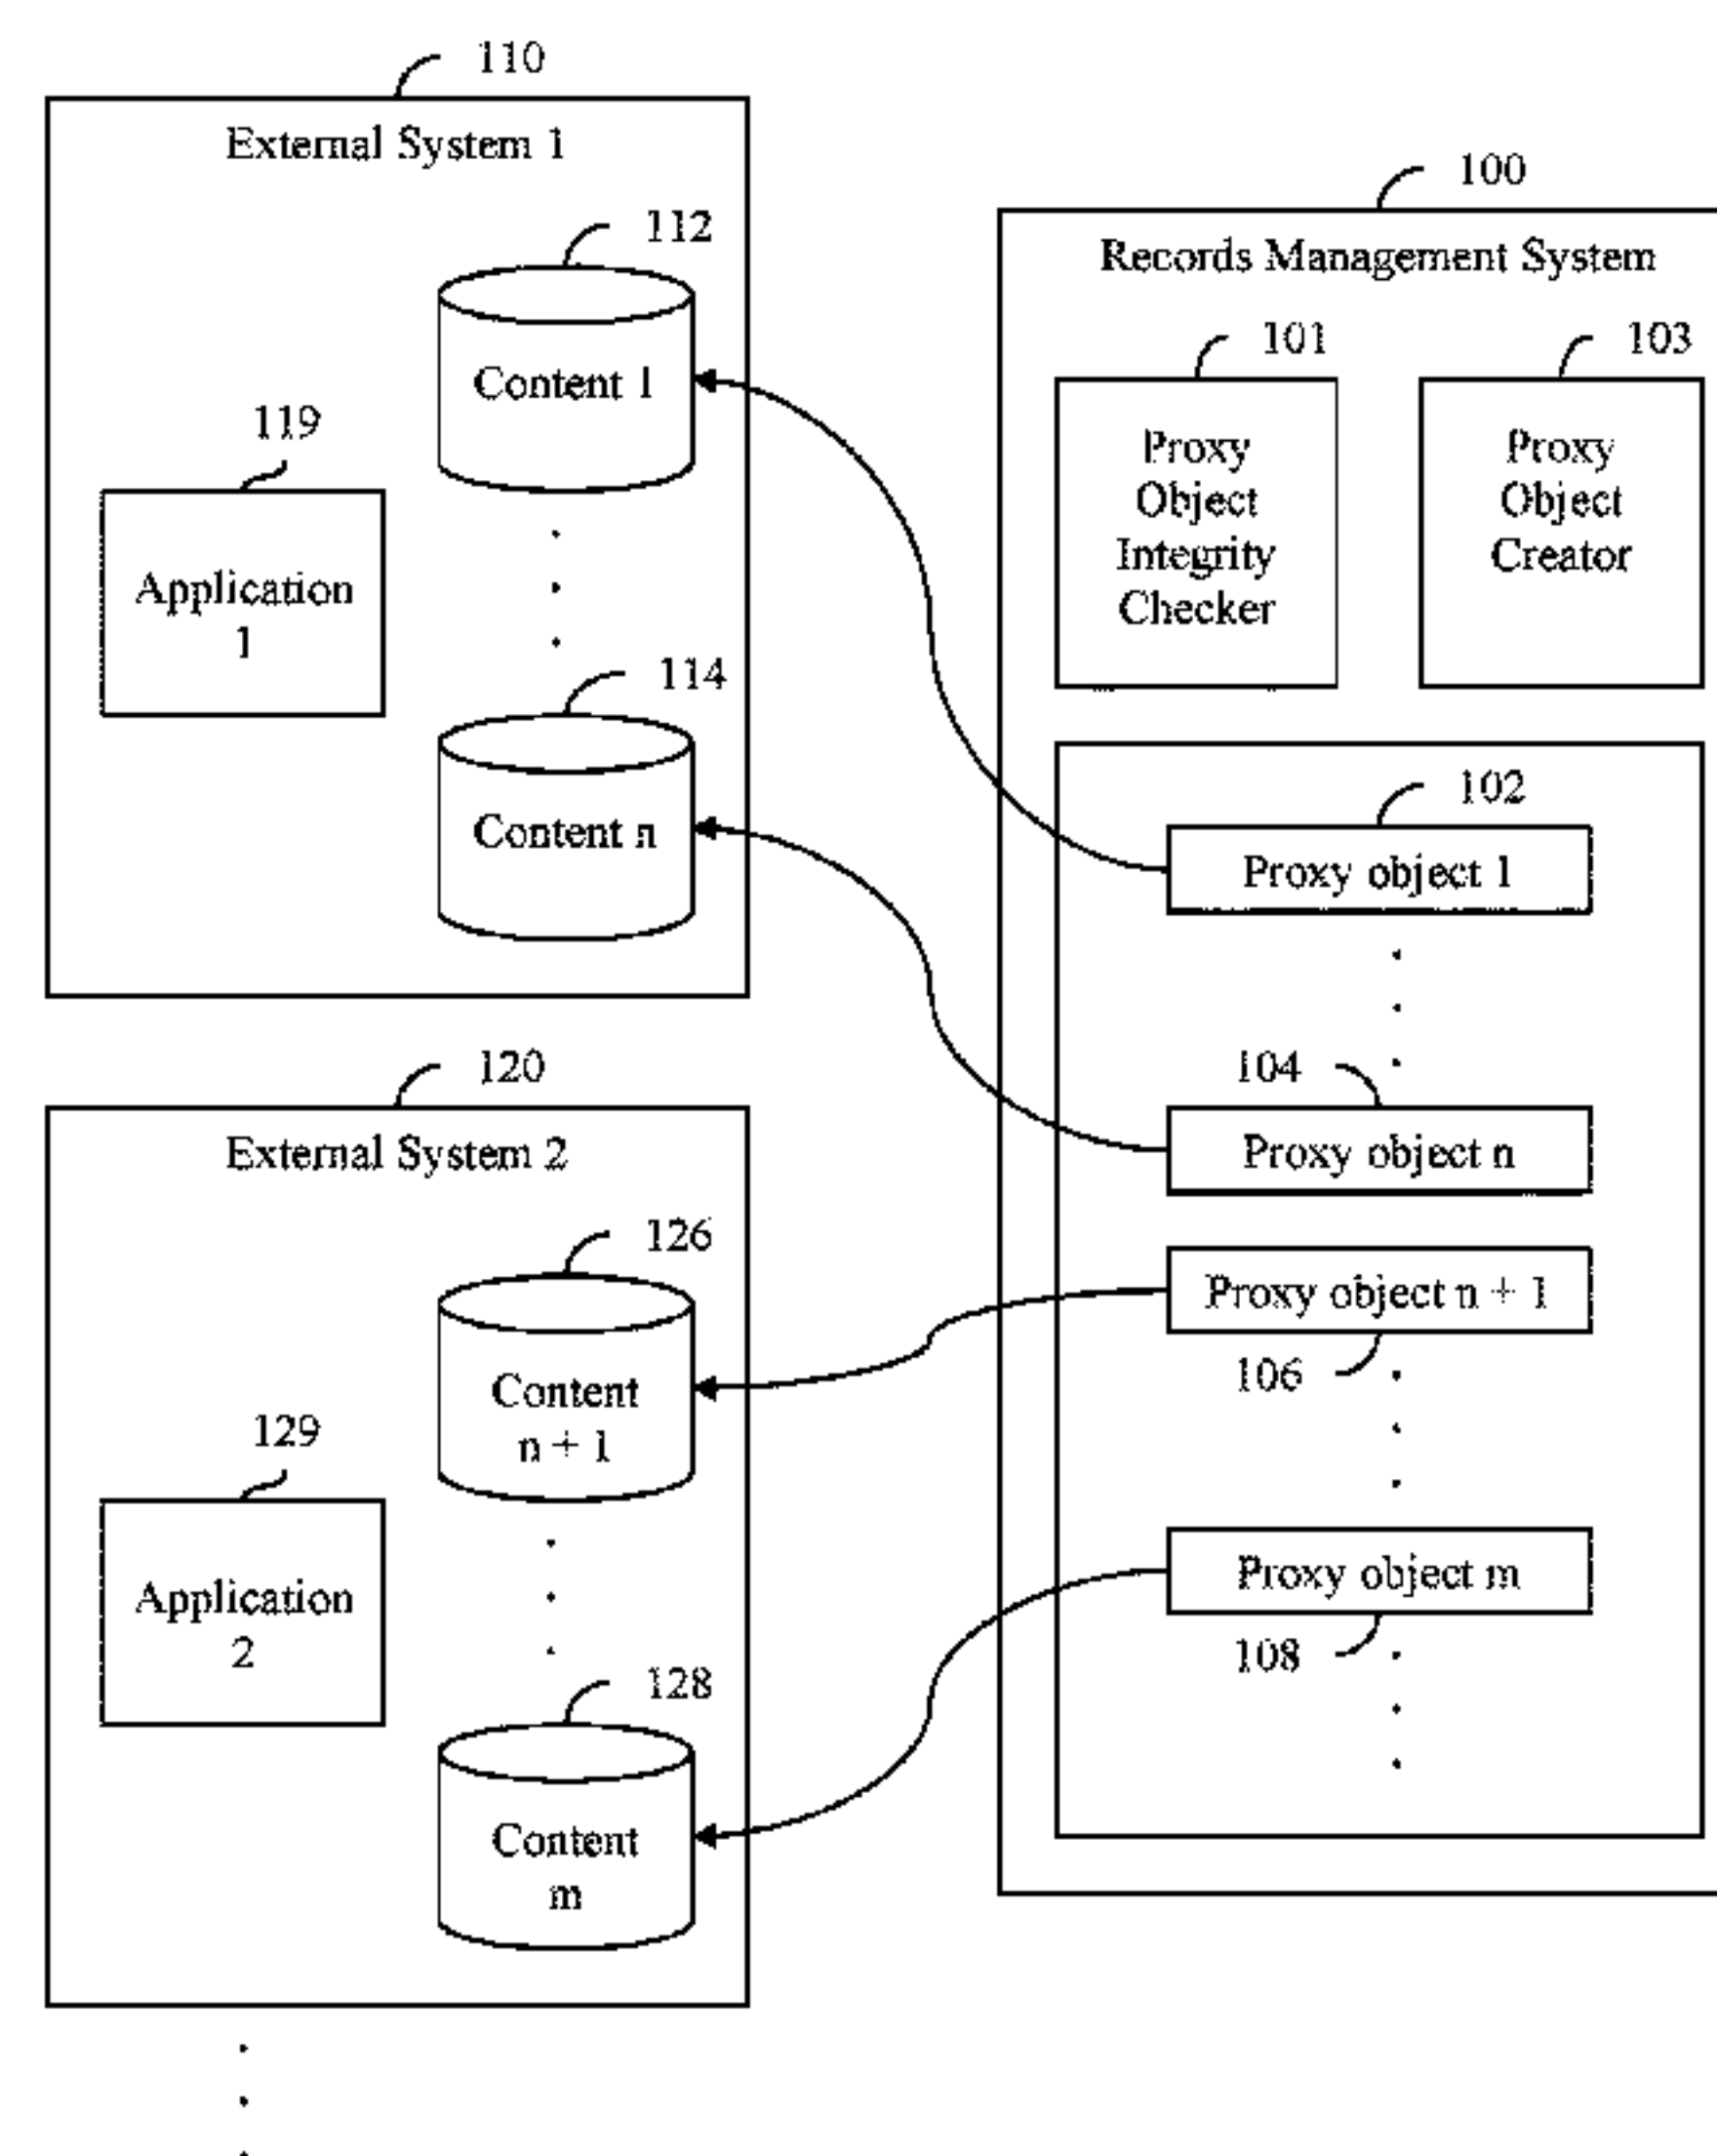 110
External System 1
112
Content 1
119
Application
1
114
Content n
120
External System 2
126
Content
n + 1
129
Application
2
128
Content
m
100
Records Management System
101
Proxy
Object
Integrity
Checker
103
Proxy
Object
Creator
102
Proxy object 1
104
Proxy object n
Proxy object n + 1
106
Proxy object m
108